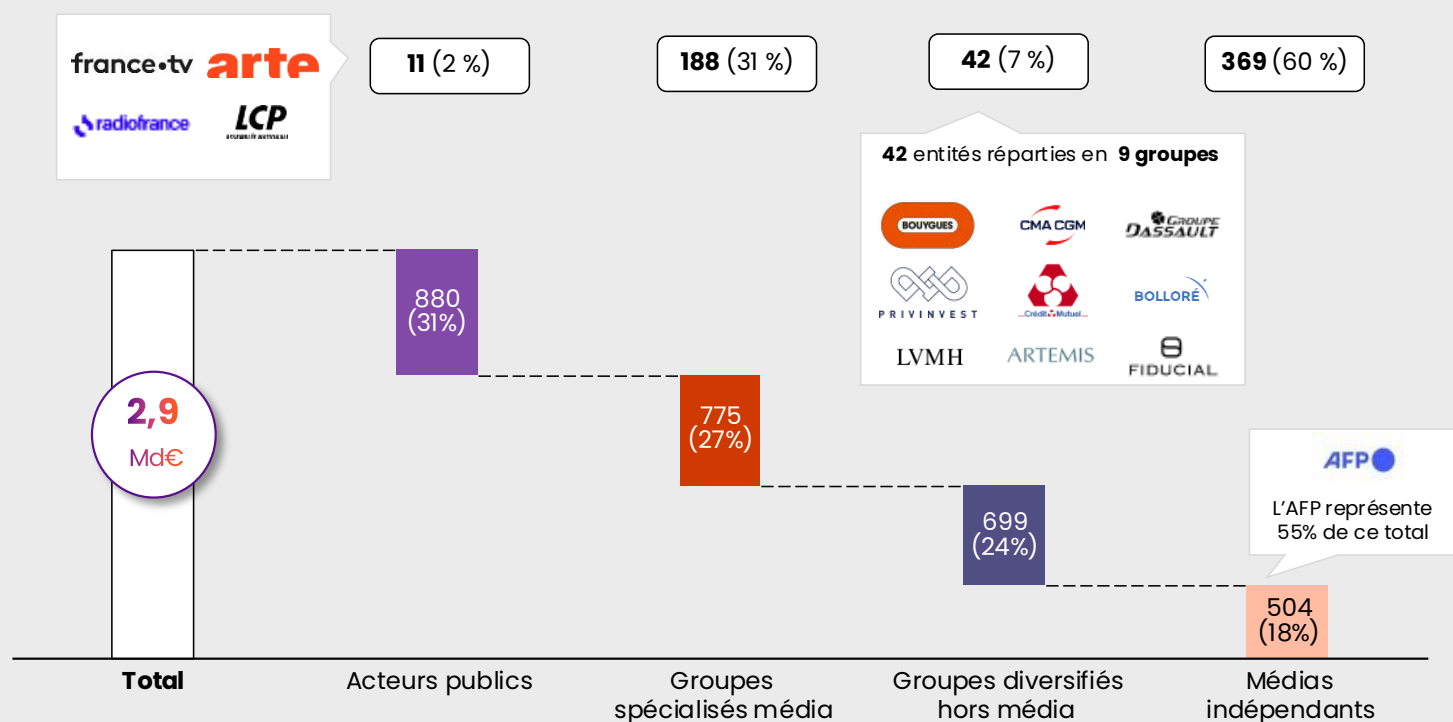 france•tv arte
radiofrance LCP
11 (2 %)
188 (31 %)
42 (7 %)
369 (60 %)
42 entités réparties en 9 groupes
BOUYGUES CMA CGM GROUPE DASSAULT
PRIVINVEST Crédit Mutuel BOLLORÉ
LVMH ARTEMIS FIDUCIAL
880
(31%)
2,9
Md€
775
(27%)
699
(24%)
AFP
L’AFP représente
55% de ce total
504
(18%)
Total
Acteurs publics
Groupes
spécialisés média
Groupes diversifiés
hors média
Médias
indépendants